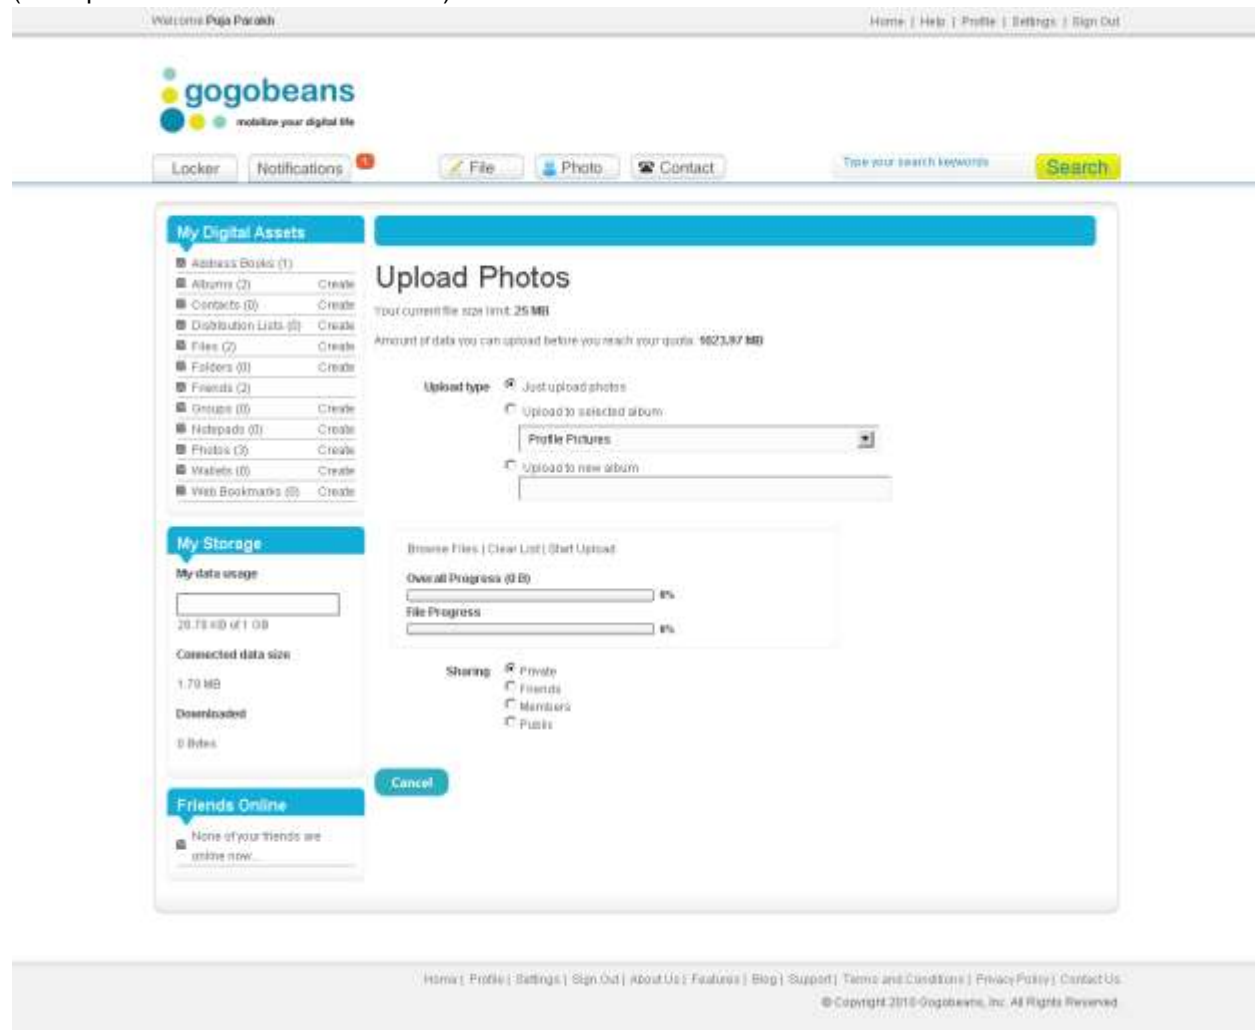 Welcome Puja Parakh
Home | Help | Profile | Settings | Sign Out
gogobeans
mobilize your digital life
Locker Notifications 1 File Photo Contact Type your search keywords Search
My Digital Assets
Address Books (1)
Albums (2) Create
Contacts (0) Create
Distribution Lists (0) Create
Files (2) Create
Folders (0) Create
Friends (2)
Groups (0) Create
Notepads (0) Create
Photos (3) Create
Wallets (0) Create
Web Bookmarks (0) Create
My Storage
My data usage
of 1 GB
Connected data size
1.70 MB
Downloaded
0 Bytes
Friends Online
None of your friends are
online now...
Upload Photos
Your current file size limit: 25 MB
Amount of data you can upload before you reach your quota: MB
Upload type Just upload photos
Upload to selected album
Profile Pictures
Upload to new album
Browse Files | Clear List | Start Upload
Overall Progress (0 B)
0%
File Progress
0%
Sharing Private
Friends
Members
Public
Cancel
Home | Profile | Settings | Sign Out | About Us | Features | Blog | Support | Terms and Conditions | Privacy Policy | Contact Us
© Copyright 2010 Gogobeans, Inc. All Rights Reserved